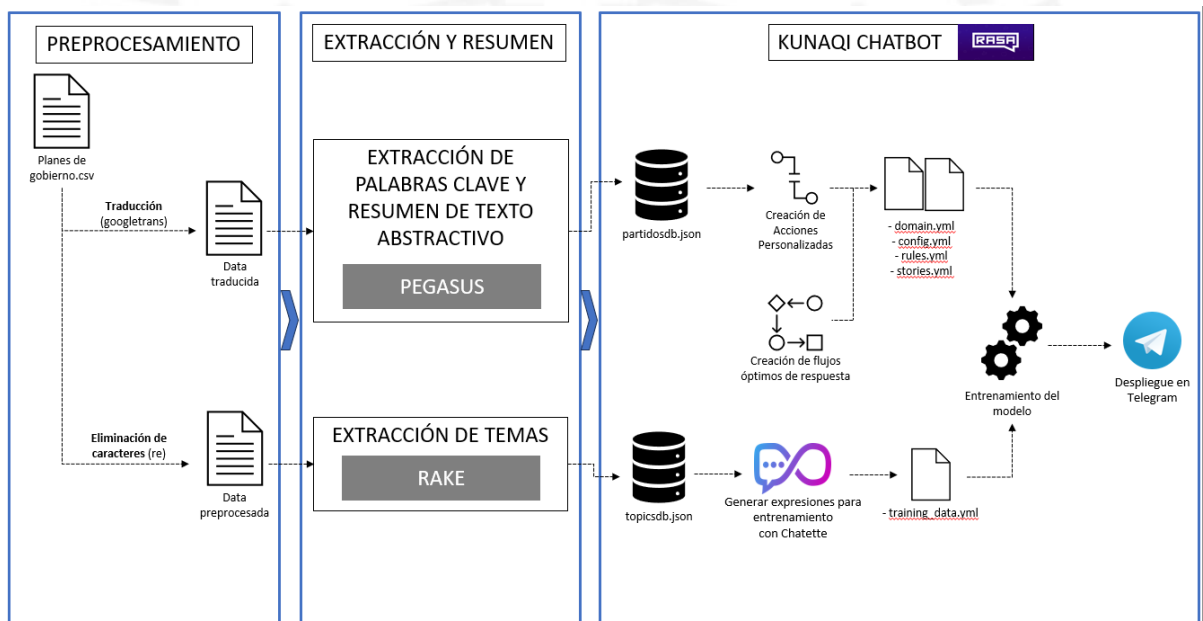 PREPROCESAMIENTO
Planes de
gobierno.csv
Traducción
(googletrans)
Data
traducida
Eliminación de
caracteres (re)
Data
preprocesada
EXTRACCIÓN Y RESUMEN
EXTRACCIÓN DE
PALABRAS CLAVE Y
RESUMEN DE TEXTO
ABSTRACTIVO
PEGASUS
EXTRACCIÓN DE TEMAS
RAKE
KUNAQI CHATBOT
RASA
partidosdb.json
Creación de
Acciones
Personalizadas
- domain.yml
- config.yml
- rules.yml
- stories.yml
Creación de flujos
óptimos de respuesta
Entrenamiento del
modelo
Despliegue en
Telegram
topicsdb.json
Generar expresiones para
entrenamiento
con Chatette
- training_data.yml